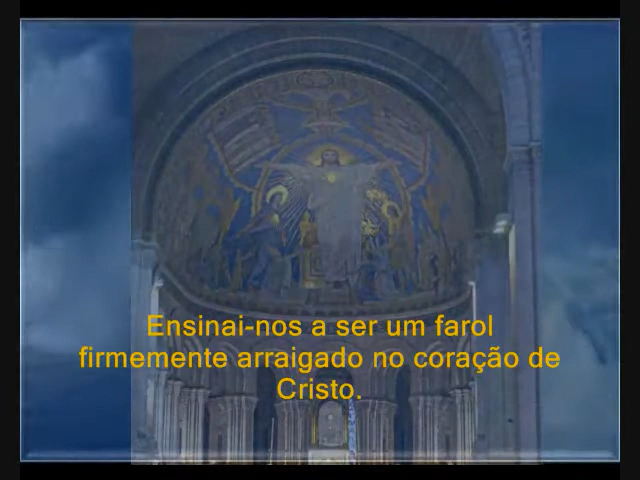 Ensinai-nos a ser um farol
firmemente arraigado no coração de
Cristo.